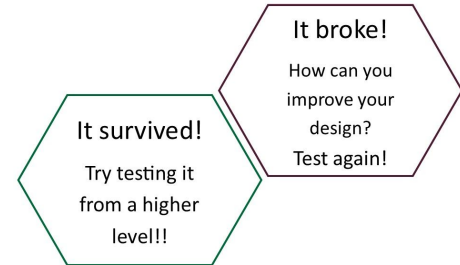 It broke!
How can you
improve your
design?
Test again!
It survived!
Try testing it
from a higher
level!!